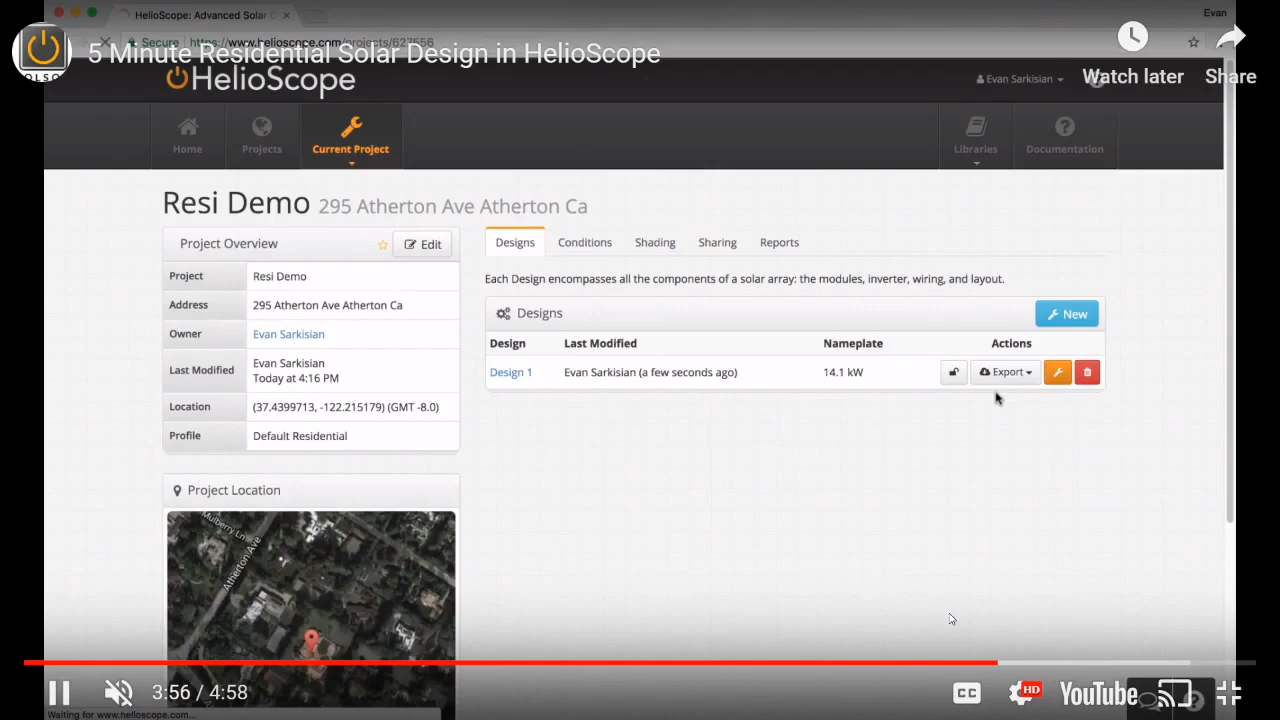 HelioScope: Advanced Solar
Evan
Secure https://www.helioscope.com/projects/627556
5 Minute Residential Solar Design in HelioScope
Watch later
Share
HelioScope
Evan Sarkisian
Home
Projects
Current Project
Libraries
Documentation
Resi Demo 295 Atherton Ave Atherton Ca
Project Overview
Edit
Project Resi Demo
Address 295 Atherton Ave Atherton Ca
Owner Evan Sarkisian
Last Modified Evan Sarkisian
Today at 4:16 PM
Location (37.4399713, -122.215179) (GMT -8.0)
Profile Default Residential
Project Location
Mulberry Ln
Atherton Ave
Designs Conditions Shading Sharing Reports
Each Design encompasses all the components of a solar array: the modules, inverter, wiring, and layout.
Designs
New
Design Last Modified Nameplate Actions
Design 1 Evan Sarkisian (a few seconds ago) 14.1 kW Export
3:56 / 4:58
CC
HD
YouTube
Waiting for www.helioscope.com...